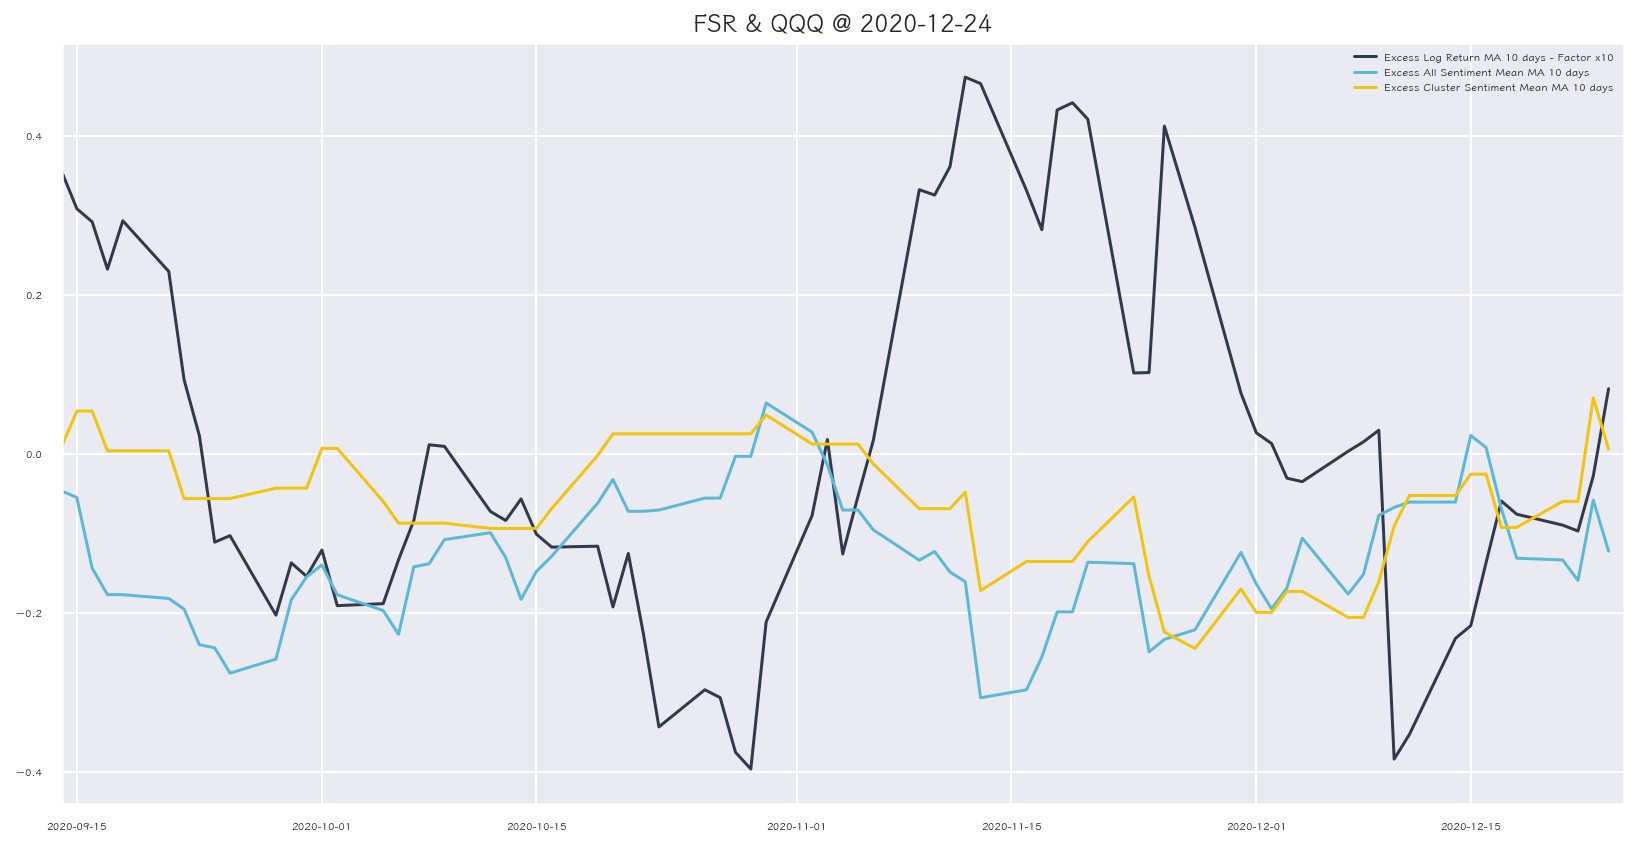 FSR & QQQ @ 2020-12-24
Excess Log Return MA 10 days - Factor x10
Excess All Sentiment Mean MA 10 days
Excess Cluster Sentiment Mean MA 10 days
0.4
0.2
0.0
−0.2
−0.4
2020-09-15 2020-10-01 2020-10-15 2020-11-01 2020-11-15 2020-12-01 2020-12-15